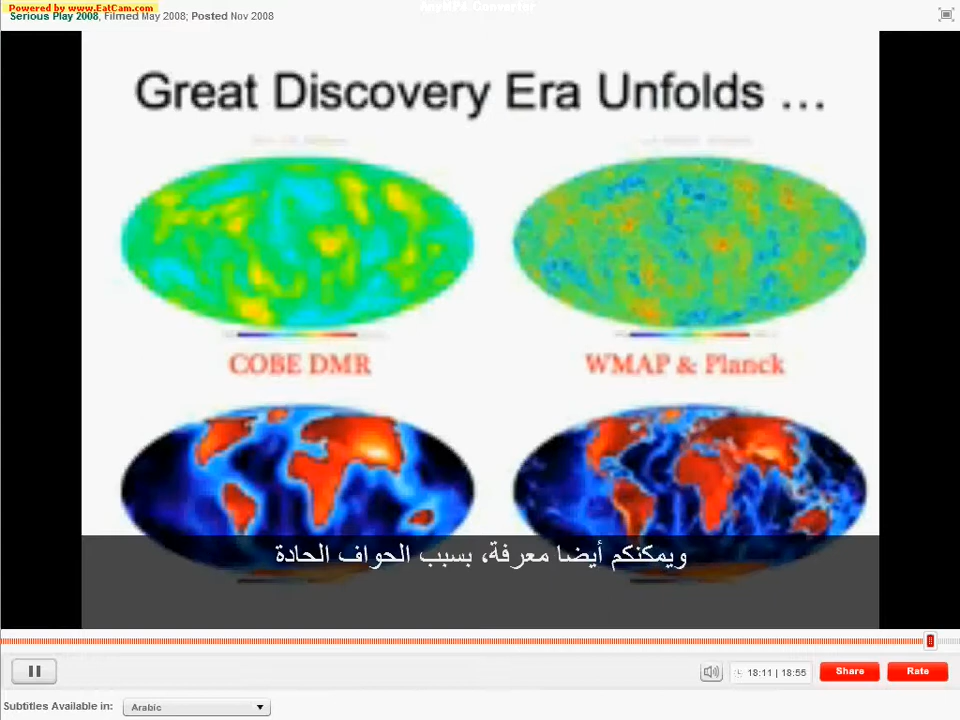 Powered by www.EatCam.com
AnyMP4 Converter
Serious Play 2008, Filmed May 2008; Posted Nov 2008
Great Discovery Era Unfolds ...
COBE DMR
WMAP & Planck
ويمكنكم أيضا معرفة، بسبب الحواف الحادة
18:11 | 18:55
Share
Rate
Subtitles Available in:
Arabic